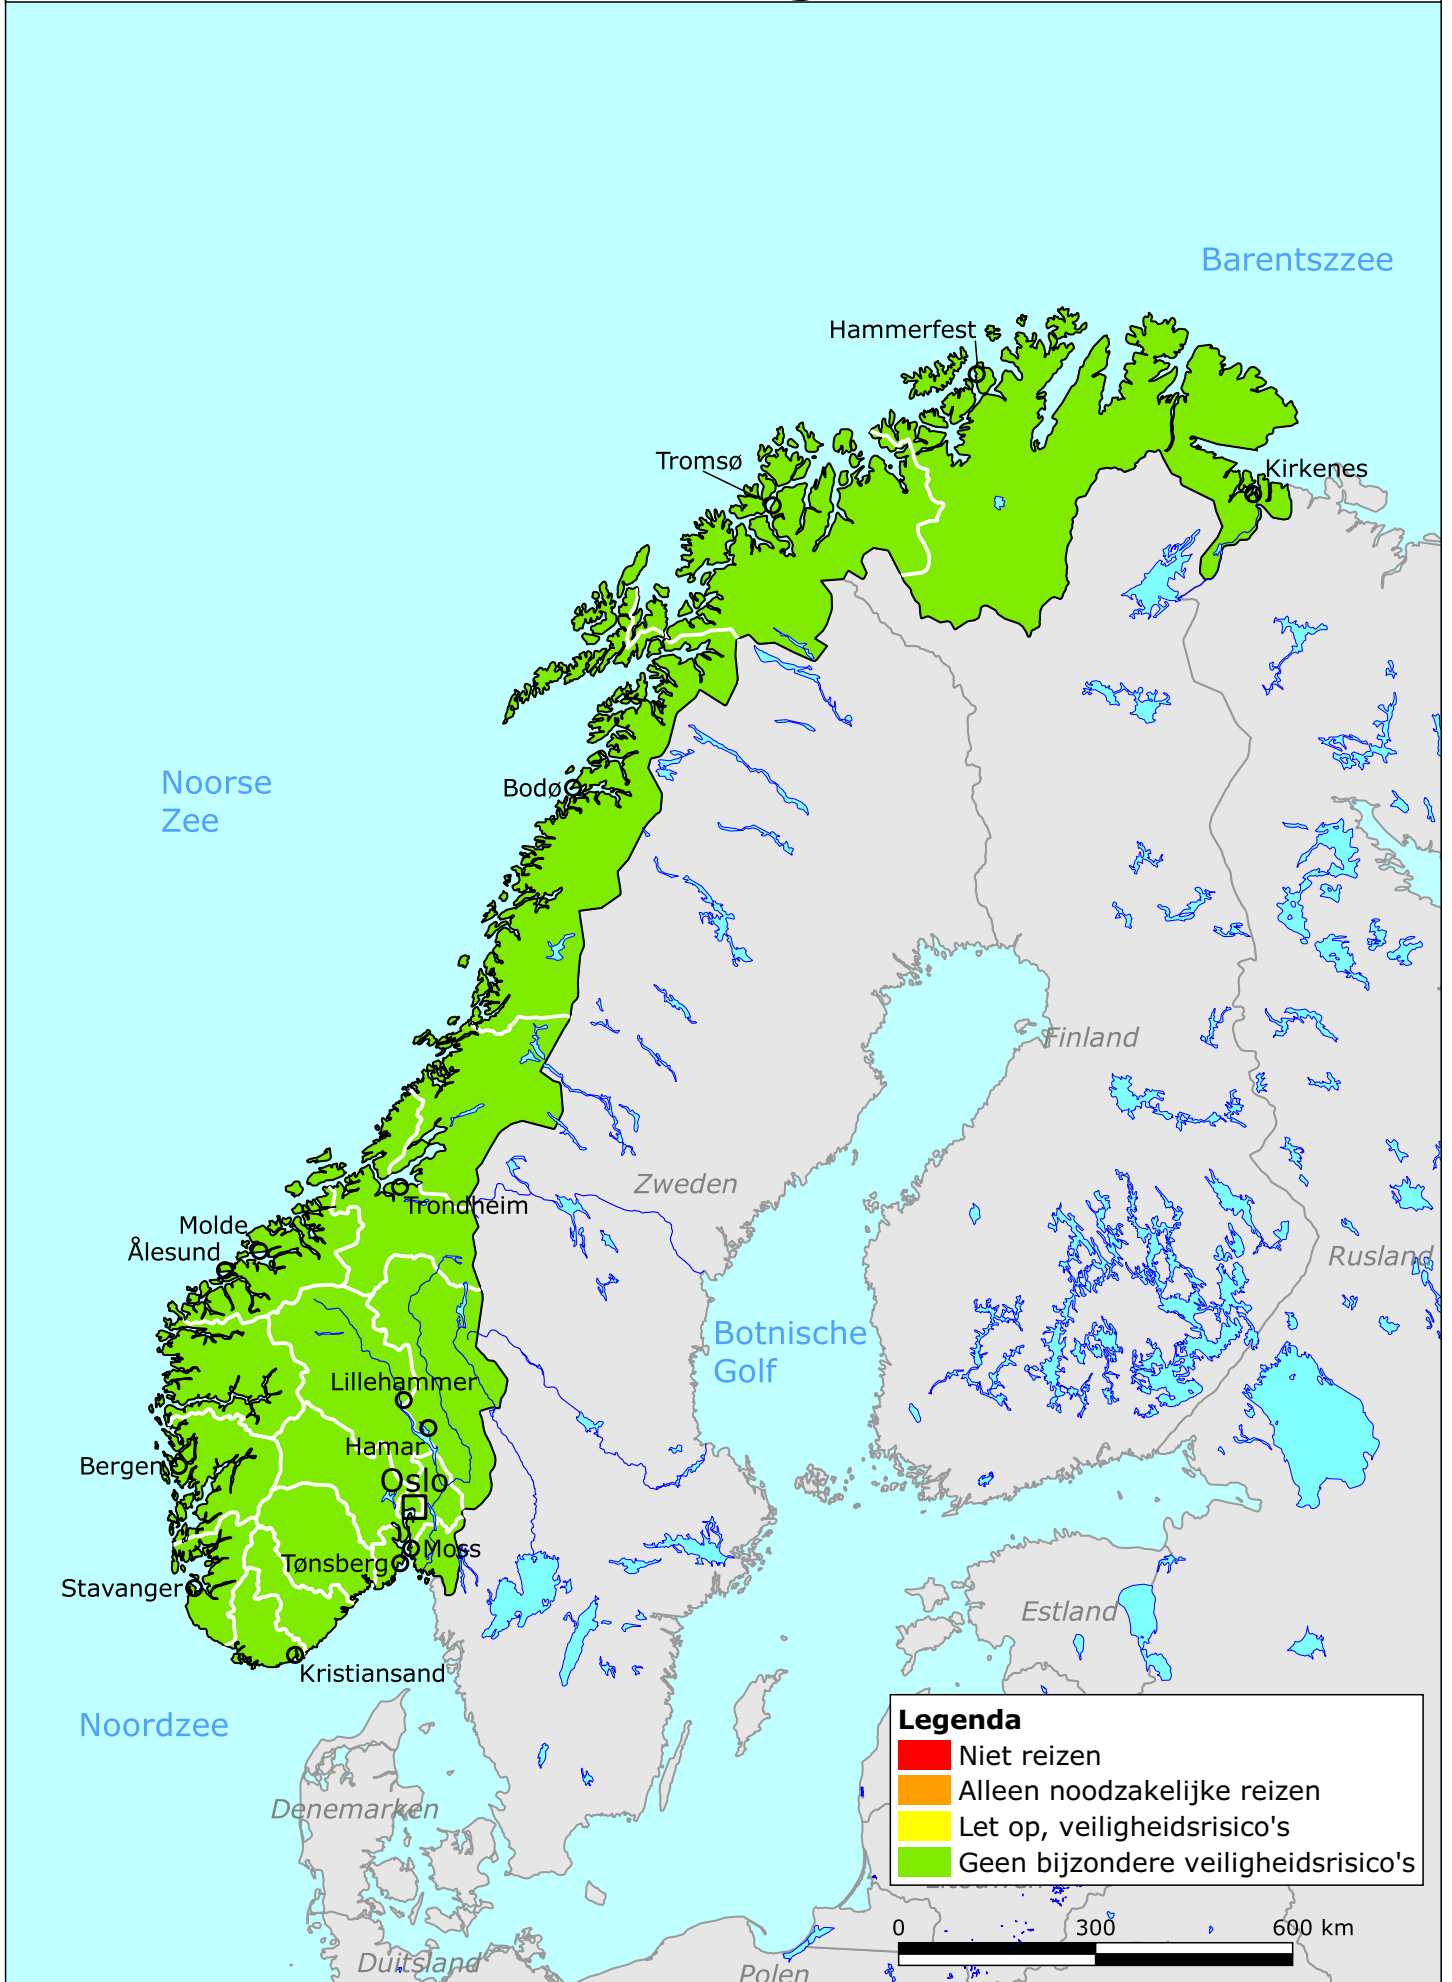 Barentszzee
Hammerfest
Tromsø
Kirkenes
Noorse
Zee
Bodø
Finland
Zweden
Trondheim
Molde
Ålesund
Rusland
Botnische
Golf
Lillehammer
Hamar
Bergen
Oslo
Moss
Tønsberg
Stavanger
Estland
Kristiansand
Noordzee
Legenda
Niet reizen
Alleen noodzakelijke reizen
Let op, veiligheidsrisico's
Geen bijzondere veiligheidsrisico's
Denemarken
0 300 600 km
Duitsland
Polen